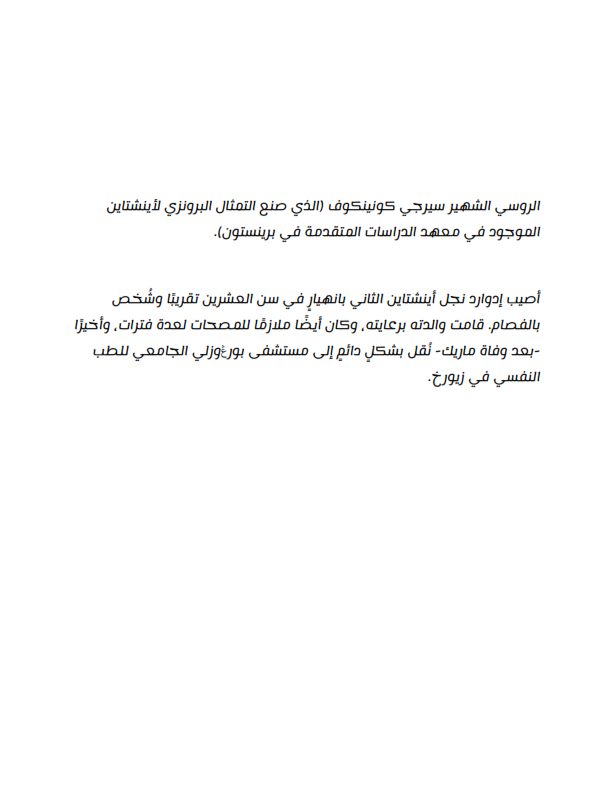 الروسي الشهير سيرجي كونينكوف (الذي صنع التمثال البرونزي لأينشتاين
الموجود في معهد الدراسات المتقدمة في برينستون).
أصيب إدوارد نجل أينشتاين الثاني بانهيارٍ في سن العشرين تقريبًا وشُخص
بالفصام. قامت والدته برعايته، وكان أيضًا ملازمًا للمصحات لعدة فترات، وأخيرًا
-بعد وفاة ماريك- نُقل بشكلٍ دائمٍ إلى مستشفى بورغوزلي الجامعي للطب
النفسي في زيورخ.